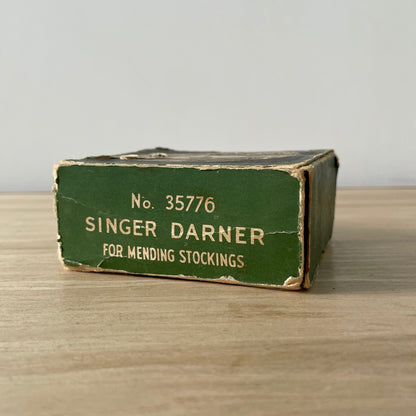 No. 35776
SINGER DARNER
FOR MENDING STOCKINGS